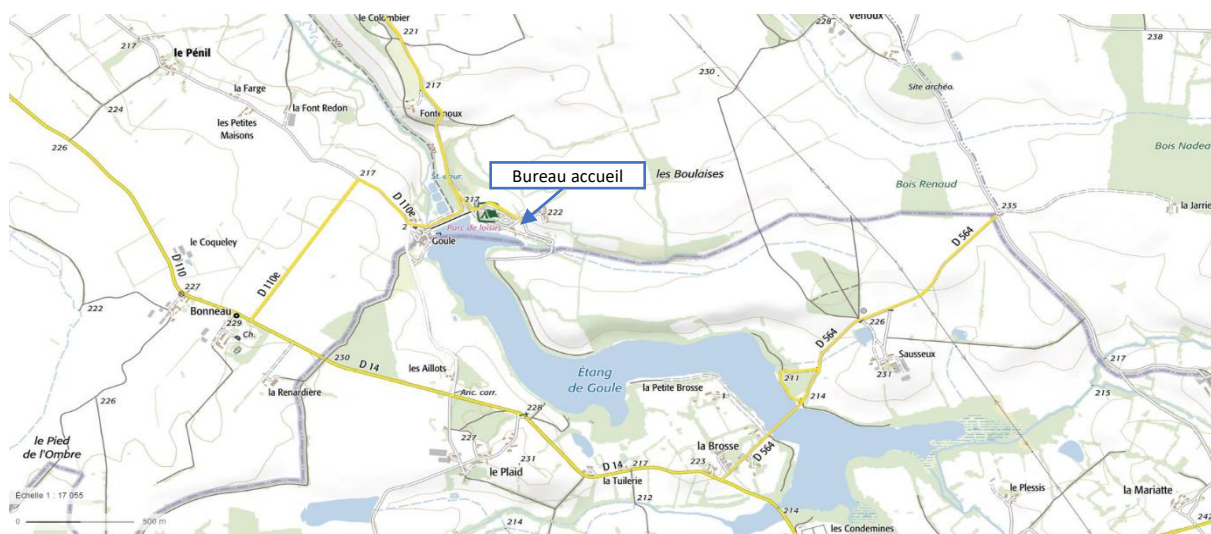 le Colombier
221
217
le Pénil
Venoux
228
238
230
217
la Farge
Site archéo.
224
la Font Redon
Fontenoux
les Petites
Maisons
226
200
Bois Nadea
Bureau accueil
les Boulaises
217
Bois Renaud
D 110e
217
222
235
la Jarrie
Parc de loisirs
Goule
le Coqueley
D 564
D 110
D 110e
227
222
Bonneau
229
Ch.
226
D 564
Sausseux
217
230
D 14
les Aillots
Étang
de Goule
211
231
la Renardière
la Petite Brosse
215
Anc. carr.
214
226
228
le Pied
de l'Ombre
227
la Brosse
D 564
231
D 14
217
223
le Plaid
la Tuilerie
le Plessis
la Mariatte
Echelle 1 : 17 055
212
0
500 m
214
214
les Condemines
242